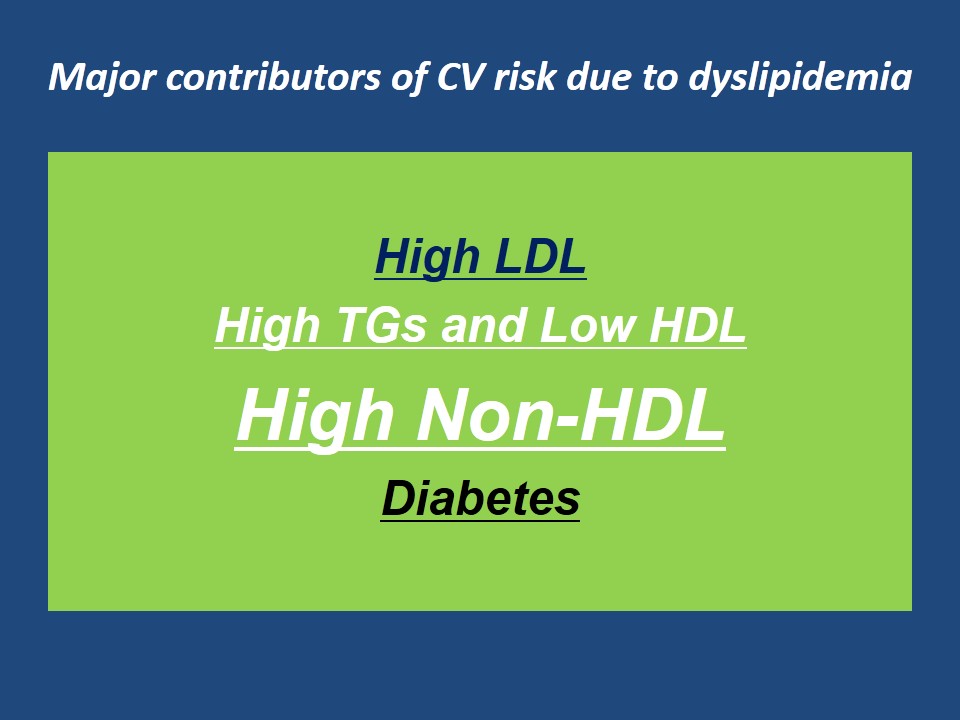 Major contributors of CV risk due to dyslipidemia
High LDL
High TGs and Low HDL
High Non-HDL
Diabetes